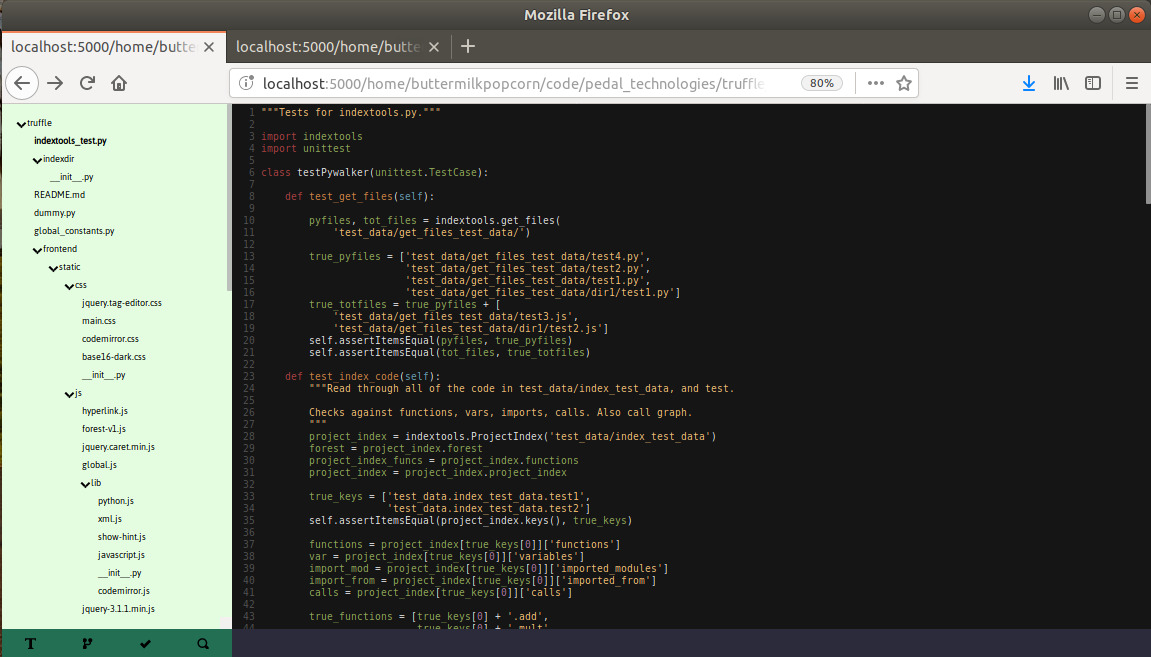 Mozilla Firefox
localhost:5000/home/butte
localhost:5000/home/butte
localhost:5000/home/buttermilkpopcorn/code/pedal_technologies/truffle
80%
truffle
indextools_test.py
indexdir
__init__.py
README.md
dummy.py
global_constants.py
frontend
static
css
jquery.tag-editor.css
main.css
codemirror.css
base16-dark.css
__init__.py
js
hyperlink.js
forest-v1.js
jquery.caret.min.js
global.js
lib
python.js
xml.js
show-hint.js
javascript.js
__init__.py
codemirror.js
jquery-3.1.1.min.js
T
1 """Tests for indextools.py."""
2
3 import indextools
4 import unittest
5
6 class testPywalker(unittest.TestCase):
7
8     def test_get_files(self):
9
10         pyfiles, tot_files = indextools.get_files(
11             'test_data/get_files_test_data/')
12
13         true_pyfiles = ['test_data/get_files_test_data/test4.py',
14                         'test_data/get_files_test_data/test2.py',
15                         'test_data/get_files_test_data/test1.py',
16                         'test_data/get_files_test_data/dir1/test1.py']
17         true_totfiles = true_pyfiles + [
18             'test_data/get_files_test_data/test3.js',
19             'test_data/get_files_test_data/dir1/test2.js']
20         self.assertItemsEqual(pyfiles, true_pyfiles)
21         self.assertItemsEqual(tot_files, true_totfiles)
22
23     def test_index_code(self):
24         """Read through all of the code in test_data/index_test_data, and test.
25
26         Checks against functions, vars, imports, calls. Also call graph.
27         """
28         project_index = indextools.ProjectIndex('test_data/index_test_data')
29         forest = project_index.forest
30         project_index_funcs = project_index.functions
31         project_index = project_index.project_index
32
33         true_keys = ['test_data.index_test_data.test1',
34                      'test_data.index_test_data.test2']
35         self.assertItemsEqual(project_index.keys(), true_keys)
36
37         functions = project_index[true_keys[0]]['functions']
38         var = project_index[true_keys[0]]['variables']
39         import_mod = project_index[true_keys[0]]['imported_modules']
40         import_from = project_index[true_keys[0]]['imported_from']
41         calls = project_index[true_keys[0]]['calls']
42
43         true_functions = [true_keys[0] + '.add',
44                           true_keys[0] + '.mult'